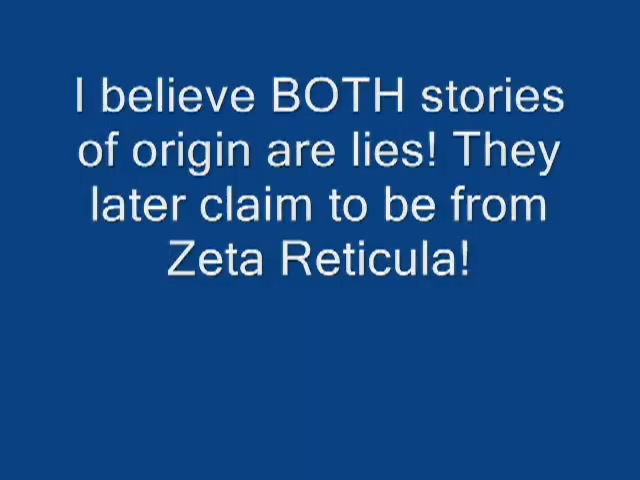 I believe BOTH stories
of origin are lies! They
later claim to be from
Zeta Reticula!